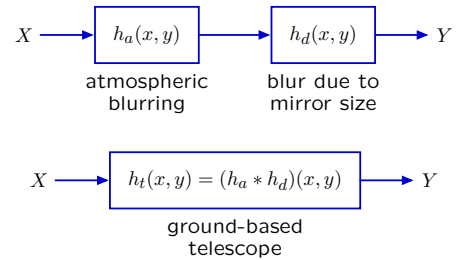 X h_a(x, y) h_d(x, y) Y
atmospheric blur due to
blurring mirror size
X h_t(x, y) = (h_a ∗ h_d)(x, y) Y
ground-based
telescope